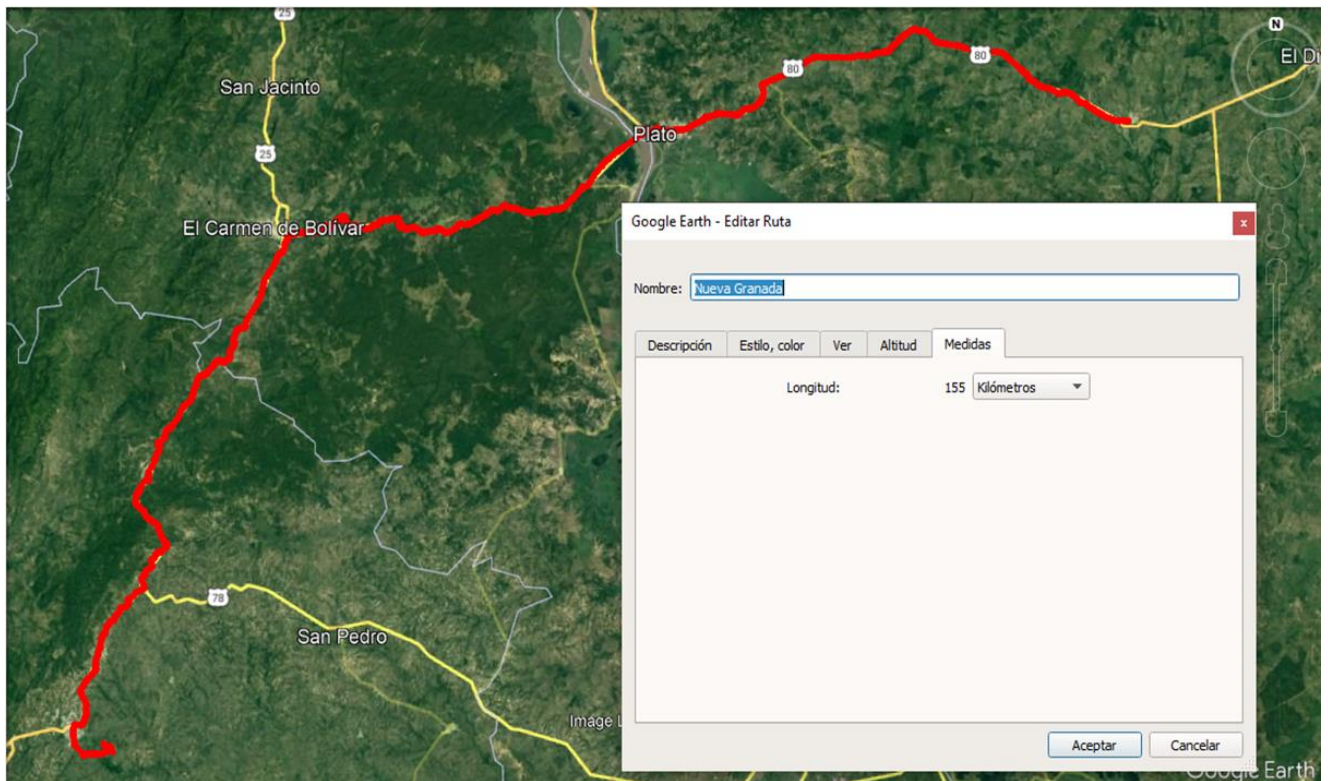 25
N
El Di
80
80
San Jacinto
Plato
25
El Carmen de Bolívar
Google Earth - Editar Ruta
x
Nombre: Nueva Granada
Descripción Estilo, color Ver Altitud Medidas
Longitud: 155 Kilómetros
78
San Pedro
Image L
Aceptar Cancelar
Google Earth